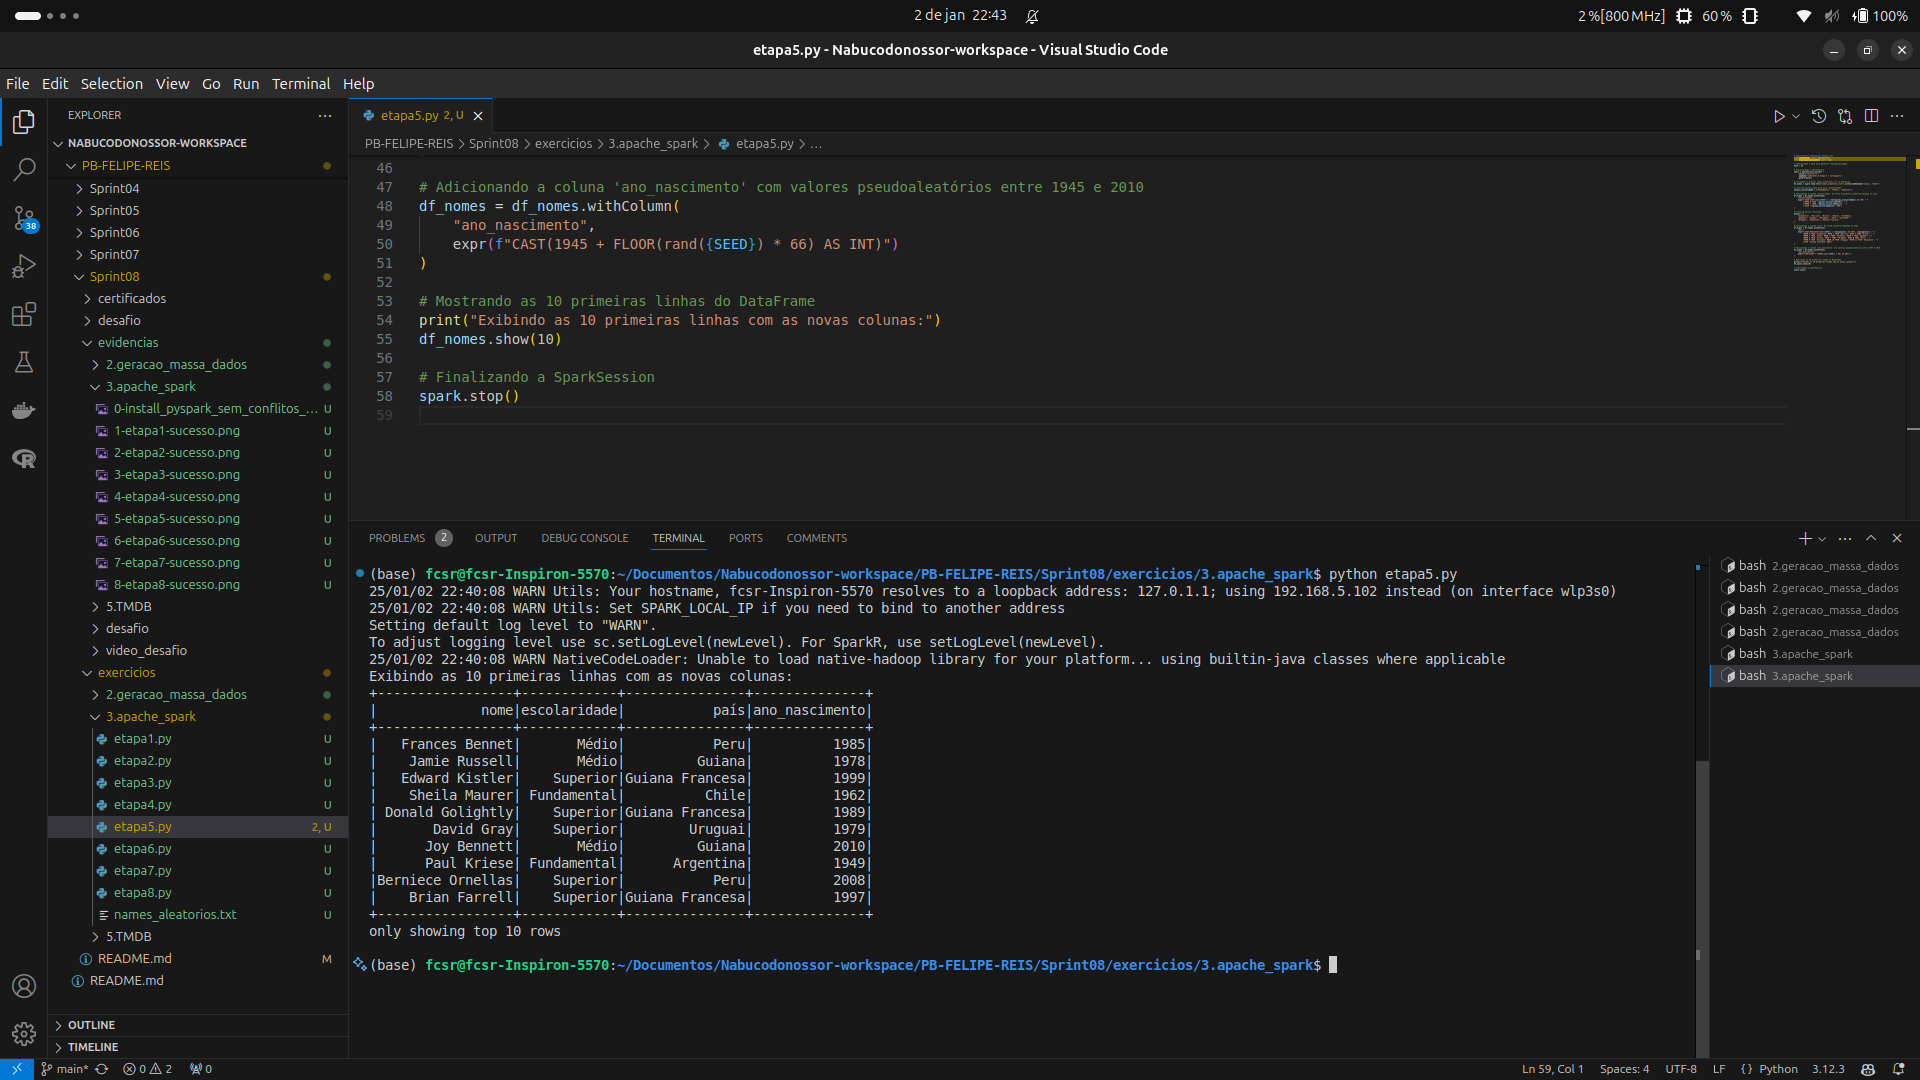 2 de jan 22:43
2%[800MHz] 60% 100%
etapa5.py - Nabucodonossor-workspace - Visual Studio Code
File Edit Selection View Go Run Terminal Help
EXPLORER
NABUCODONOSSOR-WORKSPACE
PB-FELIPE-REIS
Sprint04
Sprint05
Sprint06
Sprint07
Sprint08
certificados
desafio
evidencias
2.geracao_massa_dados
3.apache_spark
0-install_pyspark_sem_conflitos_... U
1-etapa1-sucesso.png U
2-etapa2-sucesso.png U
3-etapa3-sucesso.png U
4-etapa4-sucesso.png U
5-etapa5-sucesso.png U
6-etapa6-sucesso.png U
7-etapa7-sucesso.png U
8-etapa8-sucesso.png U
5.TMDB
desafio
video_desafio
exercicios
2.geracao_massa_dados
3.apache_spark
etapa1.py U
etapa2.py U
etapa3.py U
etapa4.py U
etapa5.py 2, U
etapa6.py U
etapa7.py U
etapa8.py U
names_aleatorios.txt U
5.TMDB
README.md M
README.md
OUTLINE
TIMELINE
38
etapa5.py 2, U
PB-FELIPE-REIS > Sprint08 > exercicios > 3.apache_spark > etapa5.py > ...
46
47 # Adicionando a coluna 'ano_nascimento' com valores pseudoaleatórios entre 1945 e 2010
48 df_nomes = df_nomes.withColumn(
49     "ano_nascimento",
50     expr(f"CAST(1945 + FLOOR(rand({SEED}) * 66) AS INT)")
51 )
52
53 # Mostrando as 10 primeiras linhas do DataFrame
54 print("Exibindo as 10 primeiras linhas com as novas colunas:")
55 df_nomes.show(10)
56
57 # Finalizando a SparkSession
58 spark.stop()
59
PROBLEMS 2 OUTPUT DEBUG CONSOLE TERMINAL PORTS COMMENTS
(base) fcsr@fcsr-Inspiron-5570:~/Documentos/Nabucodonossor-workspace/PB-FELIPE-REIS/Sprint08/exercicios/3.apache_spark$ python etapa5.py
25/01/02 22:40:08 WARN Utils: Your hostname, fcsr-Inspiron-5570 resolves to a loopback address: 127.0.1.1; using 192.168.5.102 instead (on interface wlp3s0)
25/01/02 22:40:08 WARN Utils: Set SPARK_LOCAL_IP if you need to bind to another address
Setting default log level to "WARN".
To adjust logging level use sc.setLogLevel(newLevel). For SparkR, use setLogLevel(newLevel).
25/01/02 22:40:08 WARN NativeCodeLoader: Unable to load native-hadoop library for your platform... using builtin-java classes where applicable
Exibindo as 10 primeiras linhas com as novas colunas:
+-----------------+------------+---------------+--------------+
|             nome|escolaridade|           país|ano_nascimento|
+-----------------+------------+---------------+--------------+
|   Frances Bennet|       Médio|           Peru|          1985|
|    Jamie Russell|       Médio|         Guiana|          1978|
|   Edward Kistler|    Superior|Guiana Francesa|          1999|
|    Sheila Maurer| Fundamental|          Chile|          1962|
| Donald Golightly|    Superior|Guiana Francesa|          1989|
|       David Gray|    Superior|        Uruguai|          1979|
|      Joy Bennett|       Médio|         Guiana|          2010|
|      Paul Kriese| Fundamental|      Argentina|          1949|
|Berniece Ornellas|    Superior|           Peru|          2008|
|    Brian Farrell|    Superior|Guiana Francesa|          1997|
+-----------------+------------+---------------+--------------+
only showing top 10 rows
(base) fcsr@fcsr-Inspiron-5570:~/Documentos/Nabucodonossor-workspace/PB-FELIPE-REIS/Sprint08/exercicios/3.apache_spark$
bash 2.geracao_massa_dados
bash 2.geracao_massa_dados
bash 2.geracao_massa_dados
bash 2.geracao_massa_dados
bash 3.apache_spark
bash 3.apache_spark
main* 0 2 0
Ln 59, Col 1 Spaces: 4 UTF-8 LF { } Python 3.12.3